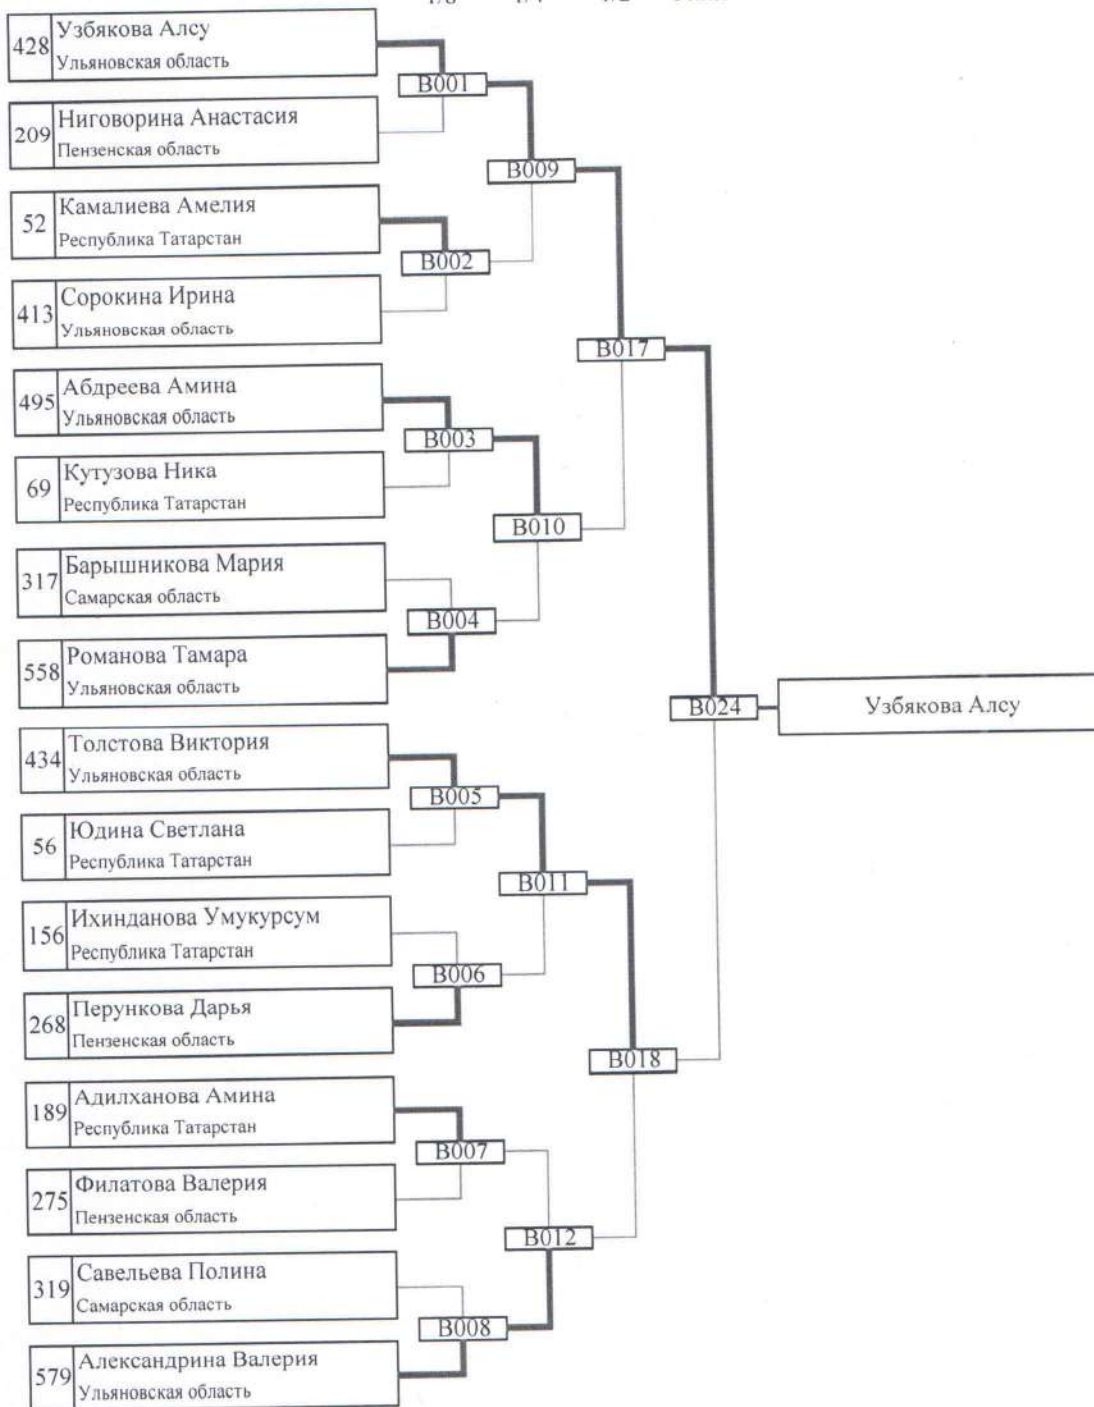 428
Узбякова Алсу
Ульяновская область
B001
209
Ниговорина Анастасия
Пензенская область
B009
52
Камалиева Амелия
Республика Татарстан
B002
413
Сорокина Ирина
Ульяновская область
B017
495
Абдреева Амина
Ульяновская область
B003
69
Кутузова Ника
Республика Татарстан
B010
317
Барышникова Мария
Самарская область
B004
558
Романова Тамара
Ульяновская область
B024
Узбякова Алсу
434
Толстова Виктория
Ульяновская область
B005
56
Юдина Светлана
Республика Татарстан
B011
156
Ихинданова Умукурсум
Республика Татарстан
B006
268
Перункова Дарья
Пензенская область
B018
189
Адилханова Амина
Республика Татарстан
B007
275
Филатова Валерия
Пензенская область
B012
319
Савельева Полина
Самарская область
B008
579
Александрина Валерия
Ульяновская область